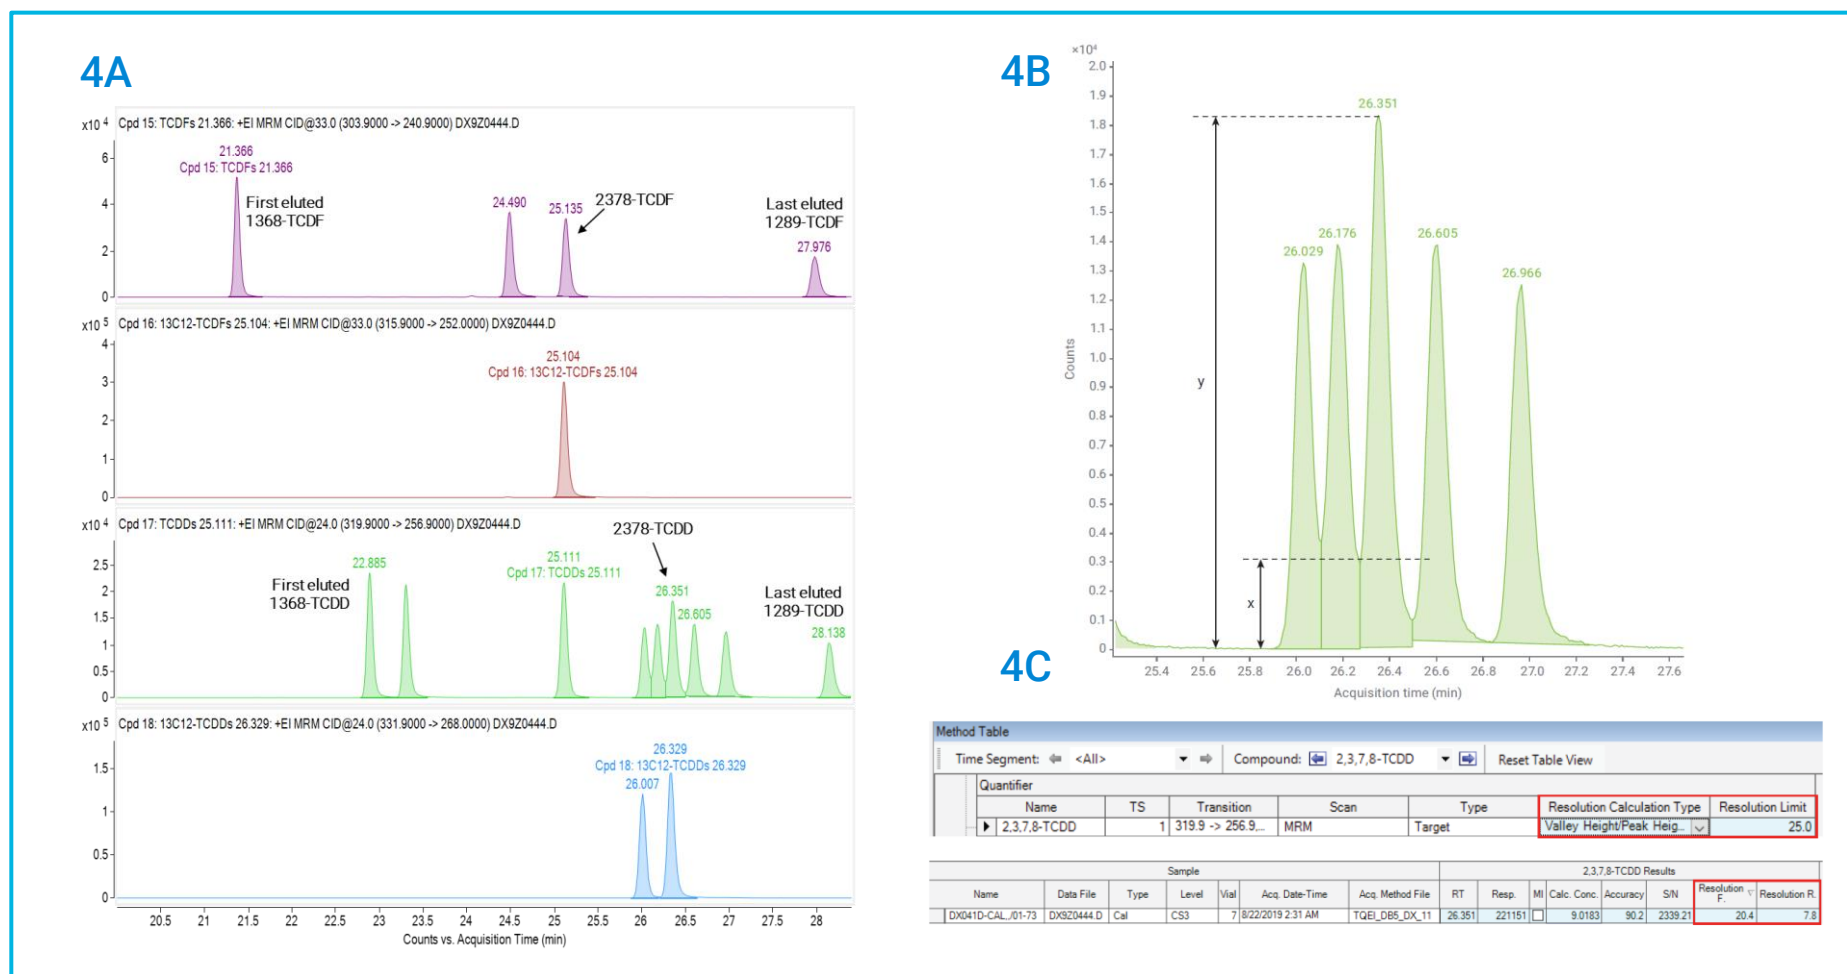 4A
x10 4 Cpd 15: TCDFs 21.366: +EI MRM CID@33.0 (303.9000 -> 240.9000) DX9Z0444.D
6
4
2
0
21.366
Cpd 15: TCDFs 21.366
First eluted
1368-TCDF
24.490
25.135
2378-TCDF
Last eluted
1289-TCDF
27.976
x10 5 Cpd 16: 13C12-TCDFs 25.104: +EI MRM CID@33.0 (315.9000 -> 252.0000) DX9Z0444.D
4
3
2
1
0
25.104
Cpd 16: 13C12-TCDFs 25.104
x10 4 Cpd 17: TCDDs 25.111: +EI MRM CID@24.0 (319.9000 -> 256.9000) DX9Z0444.D
2.5
2
1.5
1
0.5
0
22.885
First eluted
1368-TCDD
25.111
Cpd 17: TCDDs 25.111
2378-TCDD
26.351
26.605
Last eluted
1289-TCDD
28.138
x10 5 Cpd 18: 13C12-TCDDs 26.329: +EI MRM CID@24.0 (331.9000 -> 268.0000) DX9Z0444.D
1.5
1
0.5
0
26.329
Cpd 18: 13C12-TCDDs 26.329
26.007
20.5 21 21.5 22 22.5 23 23.5 24 24.5 25 25.5 26 26.5 27 27.5 28
Counts vs. Acquisition Time (min)
4B
×10⁴
2.0
1.9
1.8
1.7
1.6
1.5
1.4
1.3
1.2
1.1
1.0
0.9
0.8
0.7
0.6
0.5
0.4
0.3
0.2
0.1
0
Counts
y
x
26.029
26.176
26.351
26.605
26.966
25.4 25.6 25.8 26.0 26.2 26.4 26.6 26.8 27.0 27.2 27.4 27.6
Acquisition time (min)
4C
Method Table
Time Segment: <All> Compound: 2,3,7,8-TCDD Reset Table View
Quantifier
Name TS Transition Scan Type Resolution Calculation Type Resolution Limit
2,3,7,8-TCDD 1 319.9 -> 256.9,... MRM Target Valley Height/Peak Heig... 25.0
Sample 2,3,7,8-TCDD Results
Name Data File Type Level Vial Acq. Date-Time Acq. Method File RT Resp. MI Calc. Conc. Accuracy S/N Resolution F. Resolution R.
DX041D-CAL,./01-73 DX9Z0444.D Cal CS3 7 8/22/2019 2:31 AM TQEI_DB5_DX_11 26.351 221151 9.0183 90.2 2339.21 20.4 7.8